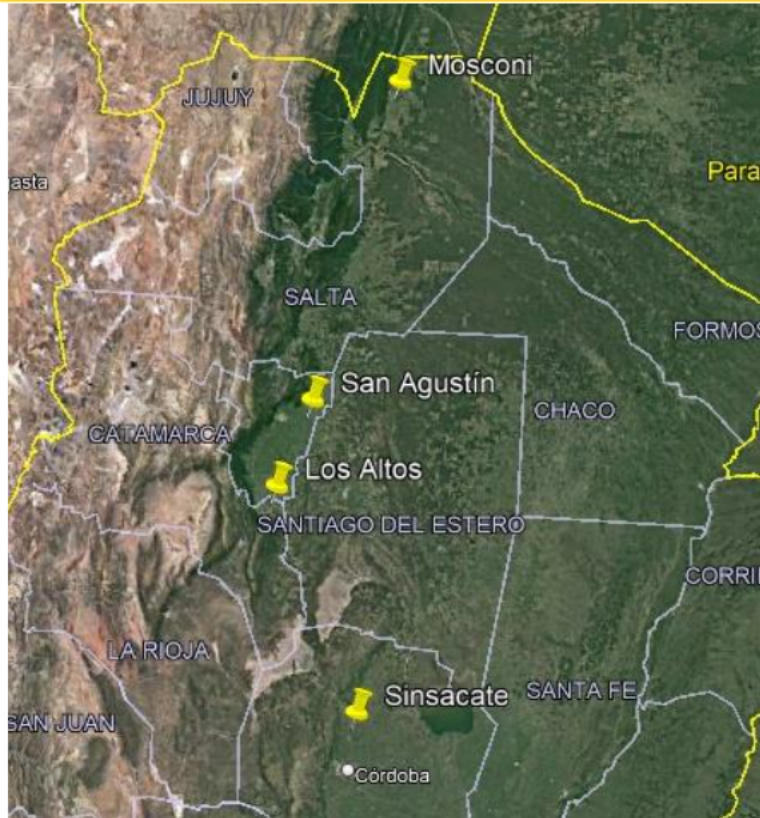 Mosconi
JUJUY
asta
Para
SALTA
FORMOS
San Agustín
CHACO
CATAMARCA
Los Altos
SANTIAGO DEL ESTERO
CORRI
LA RIOJA
Sinsacate
SANTA FE
SAN JUAN
Córdoba